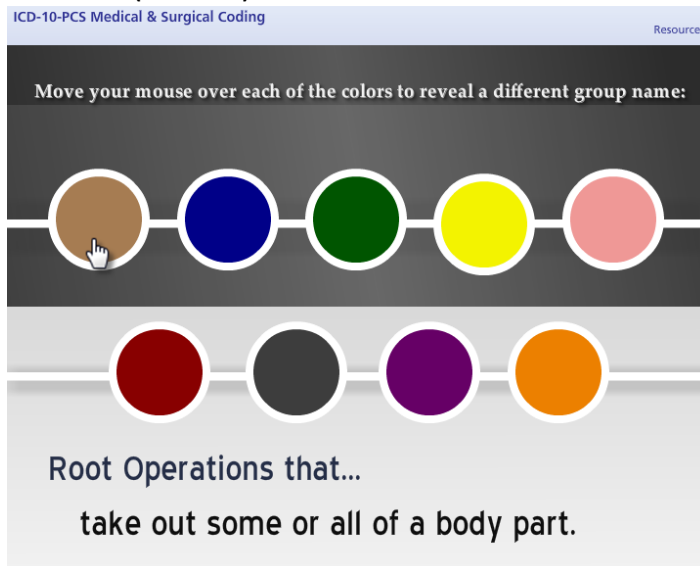 ICD-10-PCS Medical & Surgical Coding
Resource
Move your mouse over each of the colors to reveal a different group name:
Root Operations that...
take out some or all of a body part.